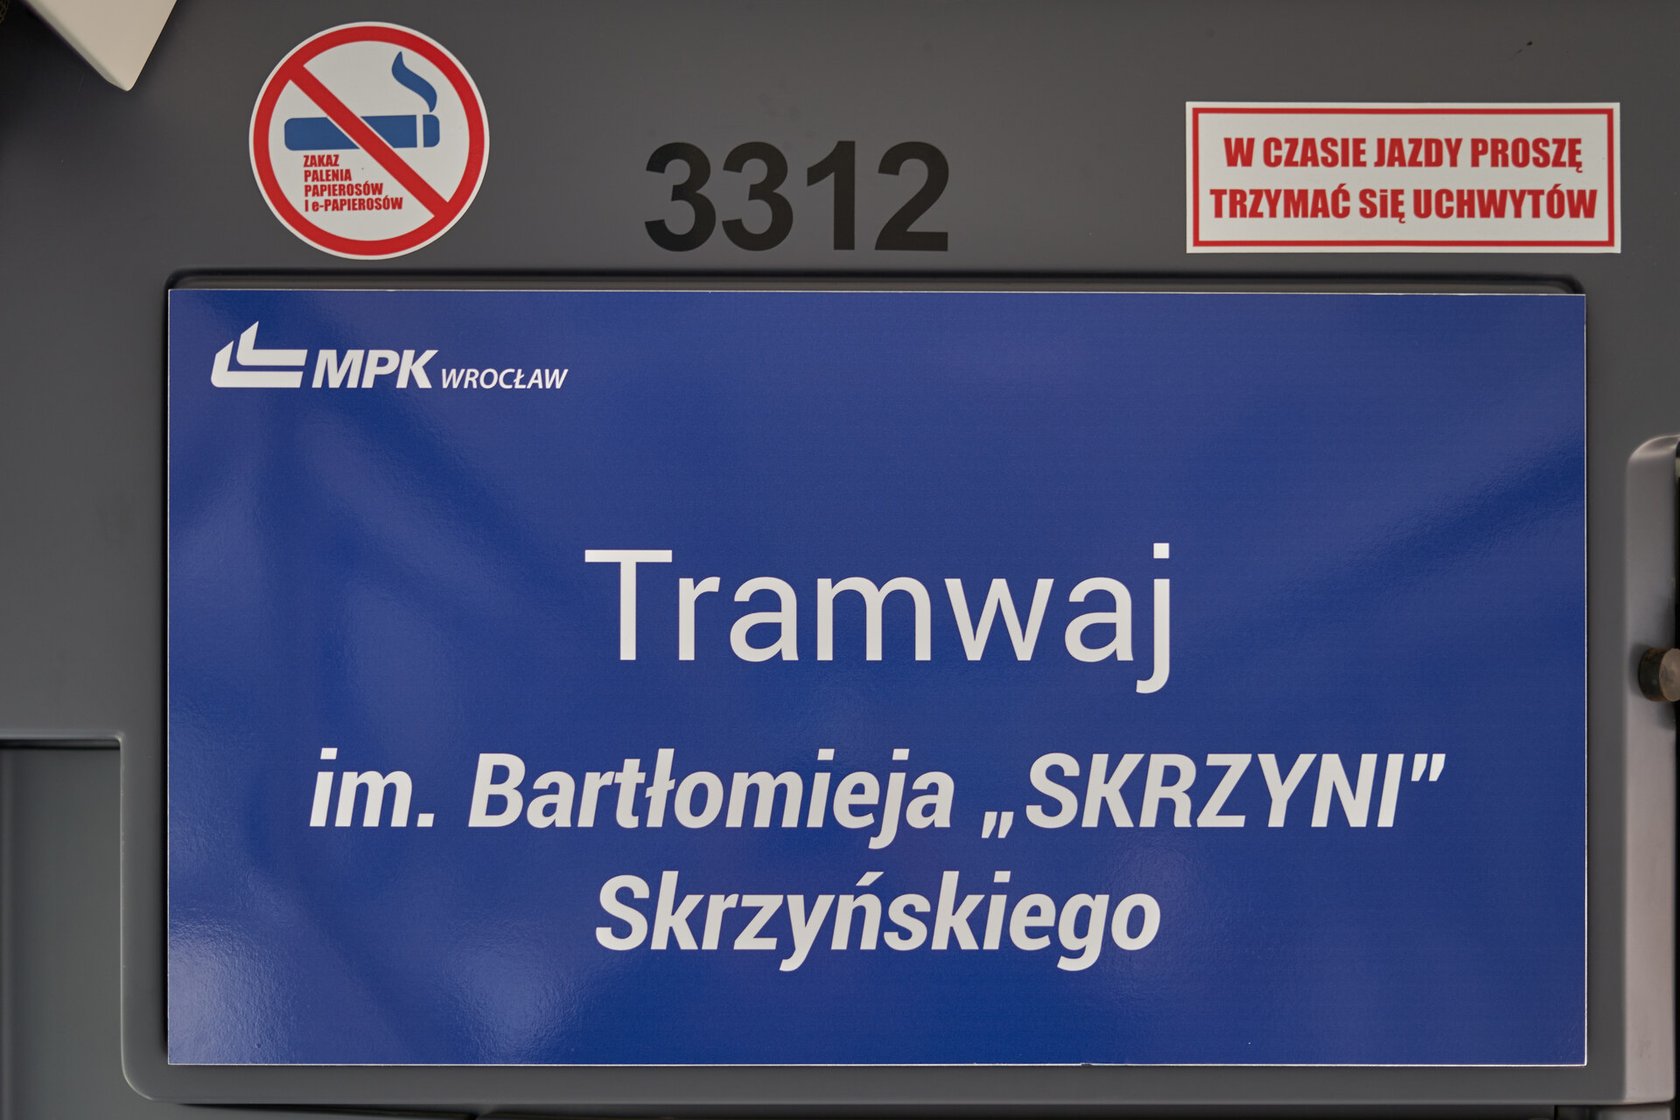 ZAKAZ
PALENIA
PAPIEROSÓW
I e-PAPIEROSÓW
3312
W CZASIE JAZDY PROSZĘ
TRZYMAĆ SiĘ UCHWYTÓW
MPK WROCŁAW
Tramwaj
im. Bartłomieja „SKRZYNI”
Skrzyńskiego